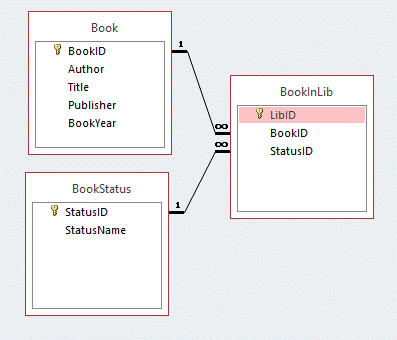 Book
BookID
Author
Title
Publisher
BookYear
1
∞
BookInLib
LibID
BookID
StatusID
∞
BookStatus
StatusID
StatusName
1